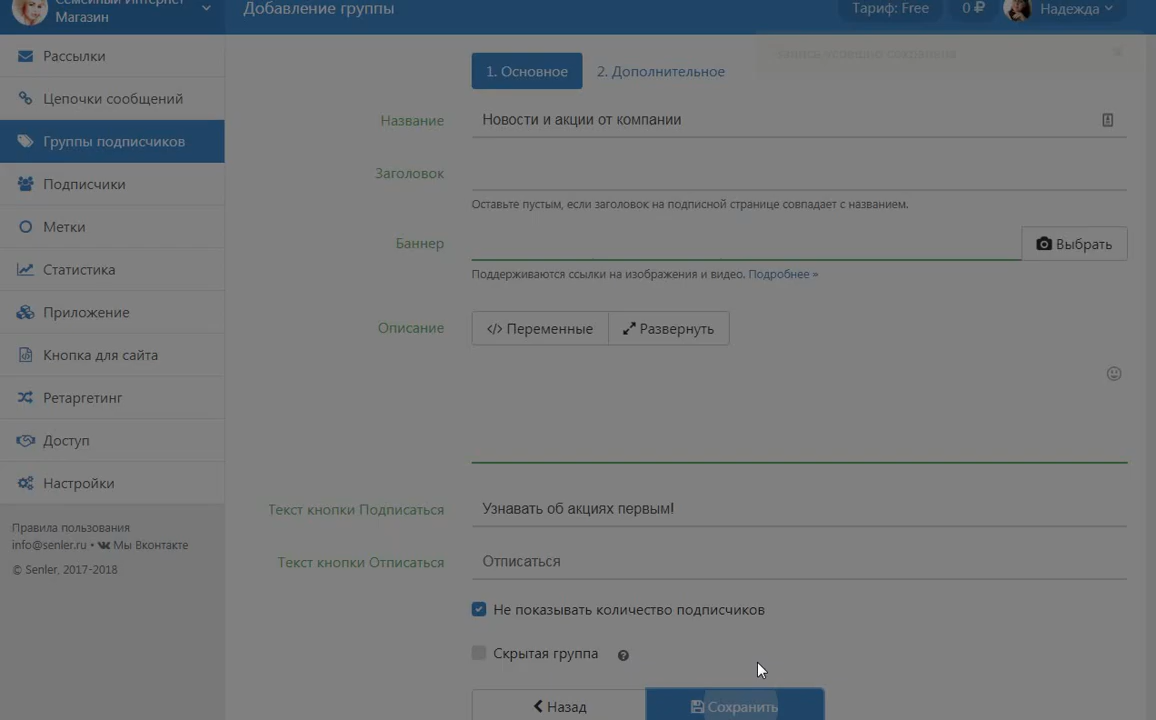 Семейный Интернет
Магазин
Добавление группы
Тариф: Free
0 ₽
Надежда
Рассылки
Цепочки сообщений
Группы подписчиков
Подписчики
Метки
Статистика
Приложение
Кнопка для сайта
Ретаргетинг
Доступ
Настройки
Правила пользования
info@senler.ru • Мы Вконтакте
© Senler, 2017-2018
1. Основное
2. Дополнительное
Название
Новости и акции от компании
Заголовок
Оставьте пустым, если заголовок на подписной странице совпадает с названием.
Баннер
Выбрать
Поддерживаются ссылки на изображения и видео. Подробнее »
Описание
</> Переменные
Развернуть
Текст кнопки Подписаться
Узнавать об акциях первым!
Текст кнопки Отписаться
Отписаться
Не показывать количество подписчиков
Скрытая группа
Назад
Сохранить